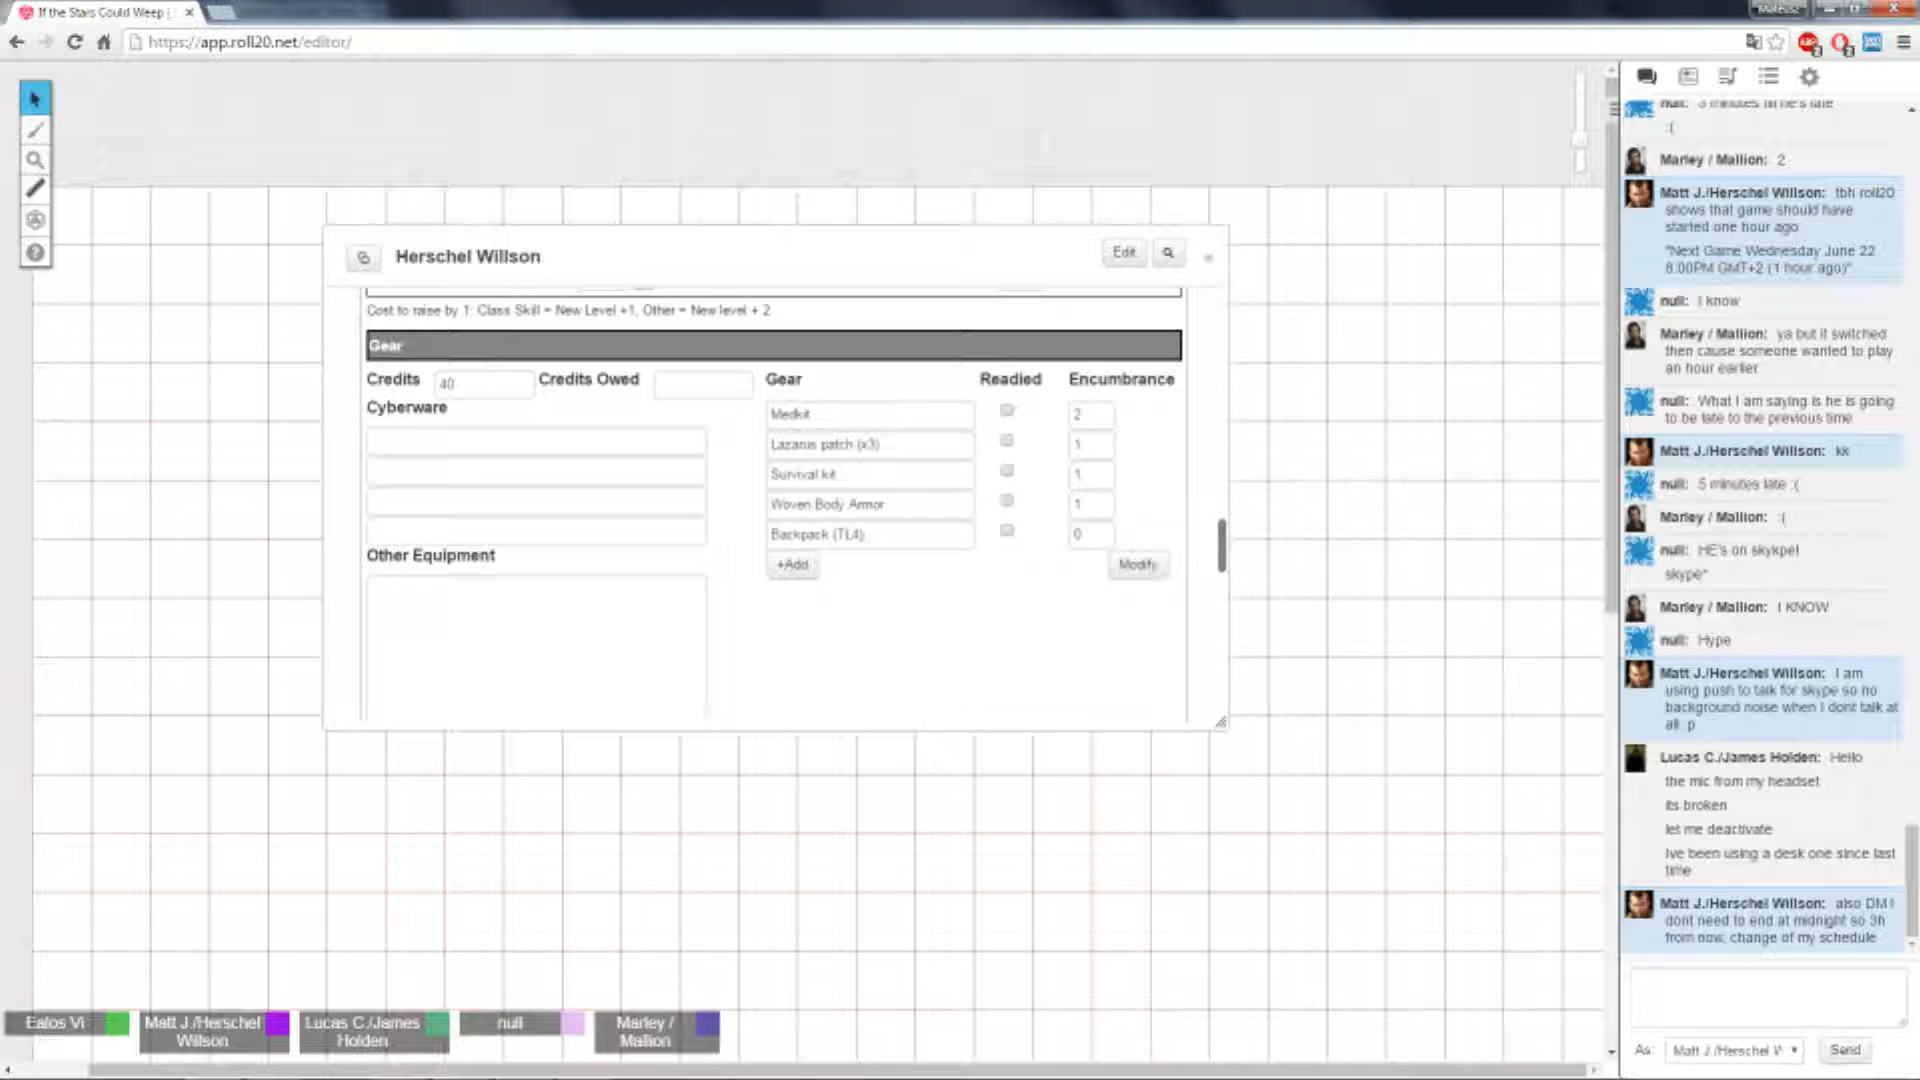 If the Stars Could Weep |
Mateusz
https://app.roll20.net/editor/
Herschel Willson
Edit
Cost to raise by 1: Class Skill = New Level +1, Other = New level + 2
Gear
Credits 40 Credits Owed
Cyberware
Other Equipment
Gear Readied Encumbrance
Medkit 2
Lazarus patch (x3) 1
Survival kit 1
Woven Body Armor 1
Backpack (TL4) 0
+Add Modify
null: 3 minutes till he's late
:(
Marley / Mallion: 2
Matt J./Herschel Willson: tbh roll20
shows that game should have
started one hour ago
"Next Game Wednesday June 22
8:00PM GMT+2 (1 hour ago)"
null: I know
Marley / Mallion: ya but it switched
then cause someone wanted to play
an hour earlier
null: What I am saying is he is going
to be late to the previous time
Matt J./Herschel Willson: kk
null: 5 minutes late :(
Marley / Mallion: :(
null: HE's on skykpe!
skype*
Marley / Mallion: I KNOW
null: Hype
Matt J./Herschel Willson: I am
using push to talk for skype so no
background noise when I dont talk at
all :p
Lucas C./James Holden: Hello
the mic from my headset
its broken
let me deactivate
Ive been using a desk one since last
time
Matt J./Herschel Willson: also DM I
dont need to end at midnight so 3h
from now, change of my schedule
As: Matt J./Herschel W
Send
Ealos Vi
Matt J./Herschel
Willson
Lucas C./James
Holden
null
Marley /
Mallion